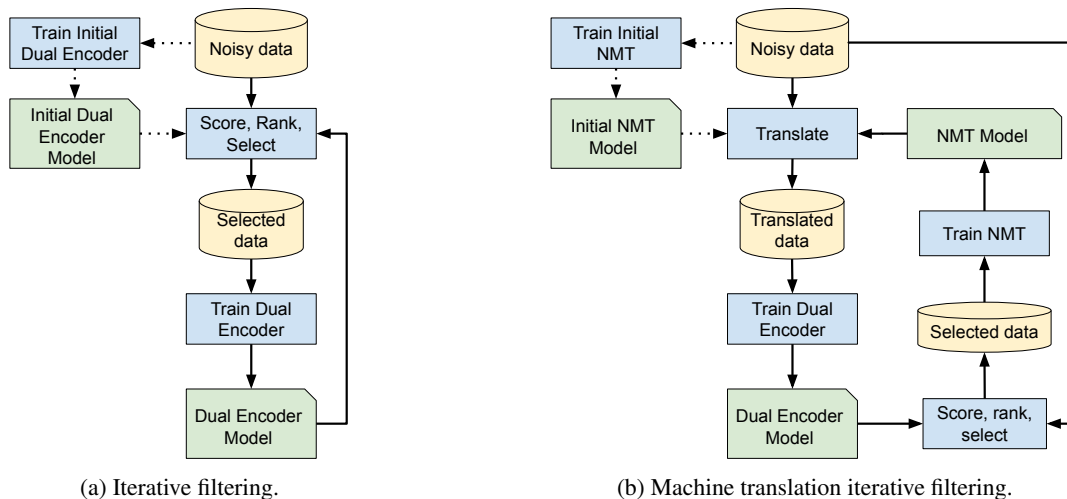 Train Initial
Dual Encoder
Noisy data
Initial Dual
Encoder
Model
Score, Rank,
Select
Selected
data
Train Dual
Encoder
Dual Encoder
Model
(a) Iterative filtering.
Train Initial
NMT
Noisy data
Initial NMT
Model
Translate
NMT Model
Translated
data
Train NMT
Train Dual
Encoder
Selected data
Dual Encoder
Model
Score, rank,
select
(b) Machine translation iterative filtering.